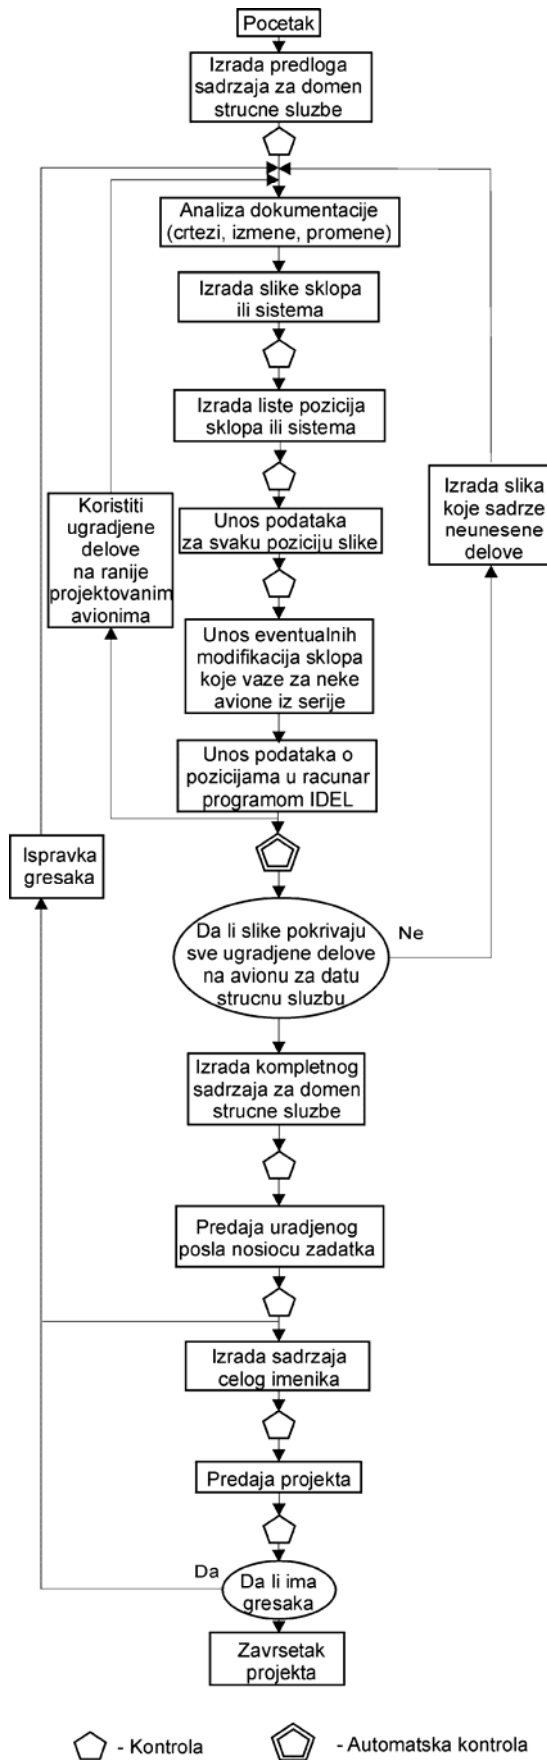 Pocetak
Izrada predloga
sadrzaja za domen
strucne sluzbe
Analiza dokumentacije
(crtezi, izmene, promene)
Izrada slike sklopa
ili sistema
Izrada liste pozicija
sklopa ili sistema
Koristiti
ugradjene
delove
na ranije
projektovanim
avionima
Unos podataka
za svaku poziciju slike
Izrada slika
koje sadrze
neunesene
delove
Unos eventualnih
modifikacija sklopa
koje vaze za neke
avione iz serije
Unos podataka o
pozicijama u racunar
programom IDEL
Ispravka
gresaka
Da li slike pokrivaju
sve ugradjene delove
na avionu za datu
strucnu sluzbu
Ne
Izrada kompletnog
sadrzaja za domen
strucne sluzbe
Predaja uradjenog
posla nosiocu zadatka
Izrada sadrzaja
celog imenika
Predaja projekta
Da
Da li ima
gresaka
Zavrsetak
projekta
- Kontrola
- Automatska kontrola